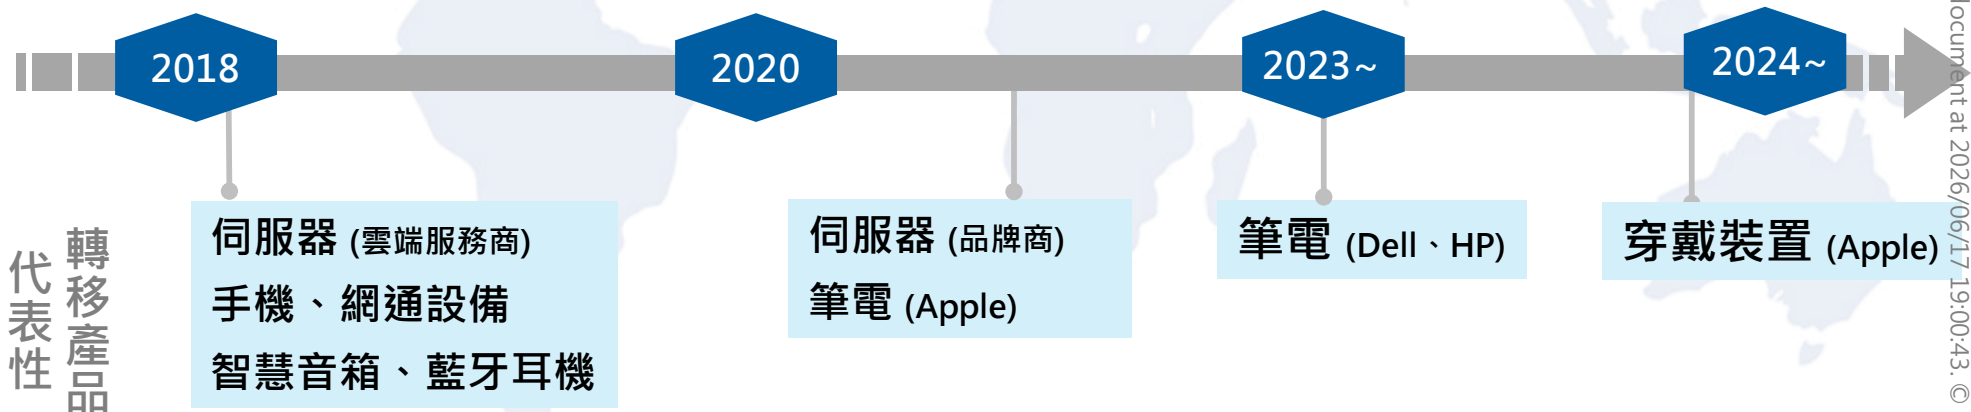 2018
2020
2023~
2024~
代表性
轉移產品
伺服器 (雲端服務商)
手機、網通設備
智慧音箱、藍牙耳機
伺服器 (品牌商)
筆電 (Apple)
筆電 (Dell、HP)
穿戴裝置 (Apple)
document at 2026/06/17 19:00:43. ©